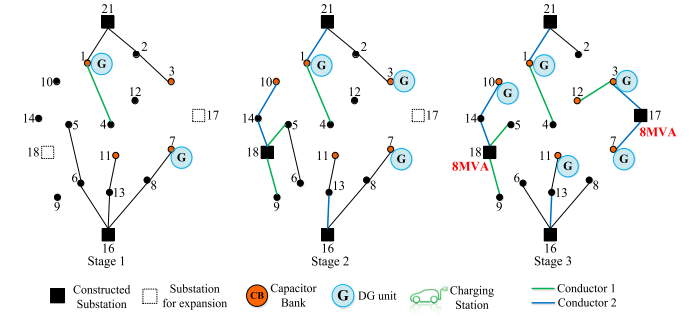 21
1
G
2
3
10
12
14
5
4
17
18
11
7
G
6
13
8
9
16
Stage 1
21
1
G
2
3
G
10
12
14
5
4
17
18
11
7
G
6
13
8
9
16
Stage 2
21
1
G
2
3
G
10
G
12
14
5
4
17
8MVA
18
8MVA
11
G
7
G
6
13
8
9
16
Stage 3
Constructed
Substation
Substation
for expansion
CB
Capacitor
Bank
G
DG unit
Charging
Station
Conductor 1
Conductor 2